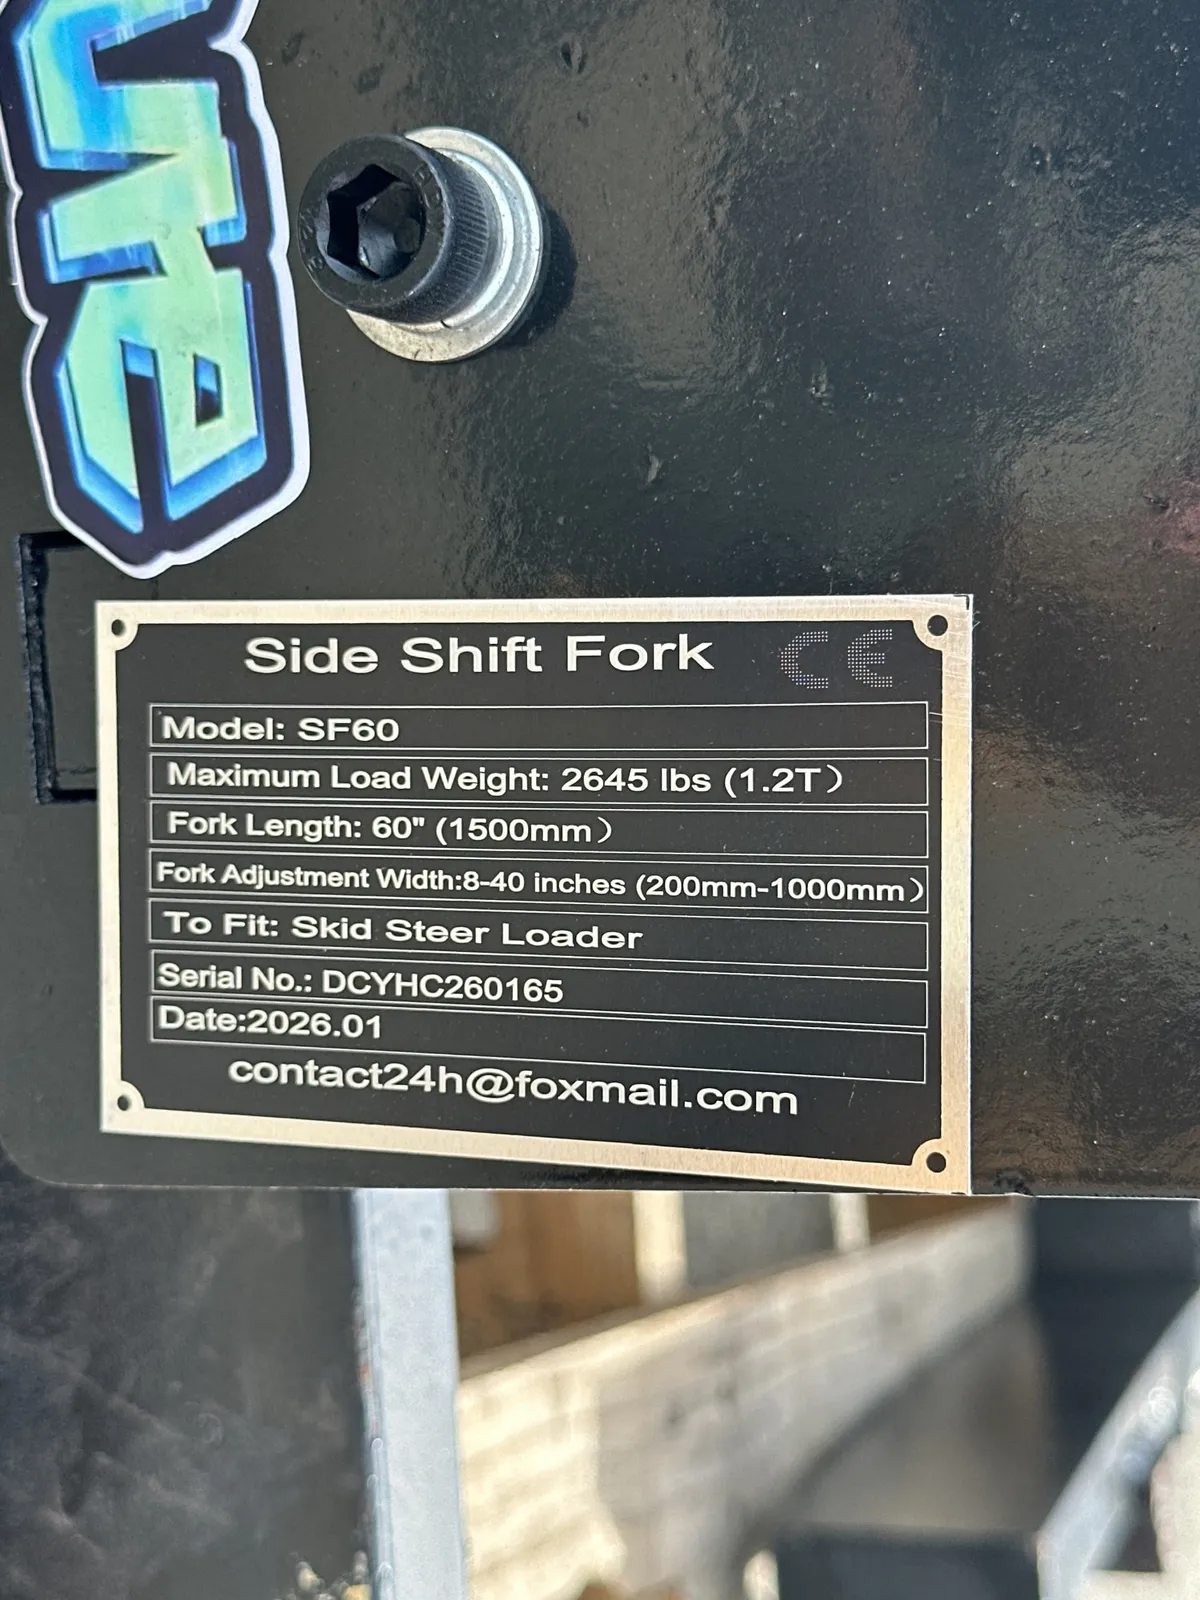 Side Shift Fork CE
Model: SF60
Maximum Load Weight: 2645 lbs (1.2T）
Fork Length: 60" (1500mm）
Fork Adjustment Width:8-40 inches (200mm-1000mm）
To Fit: Skid Steer Loader
Serial No.: DCYHC260165
Date:2026.01
contact24h@foxmail.com